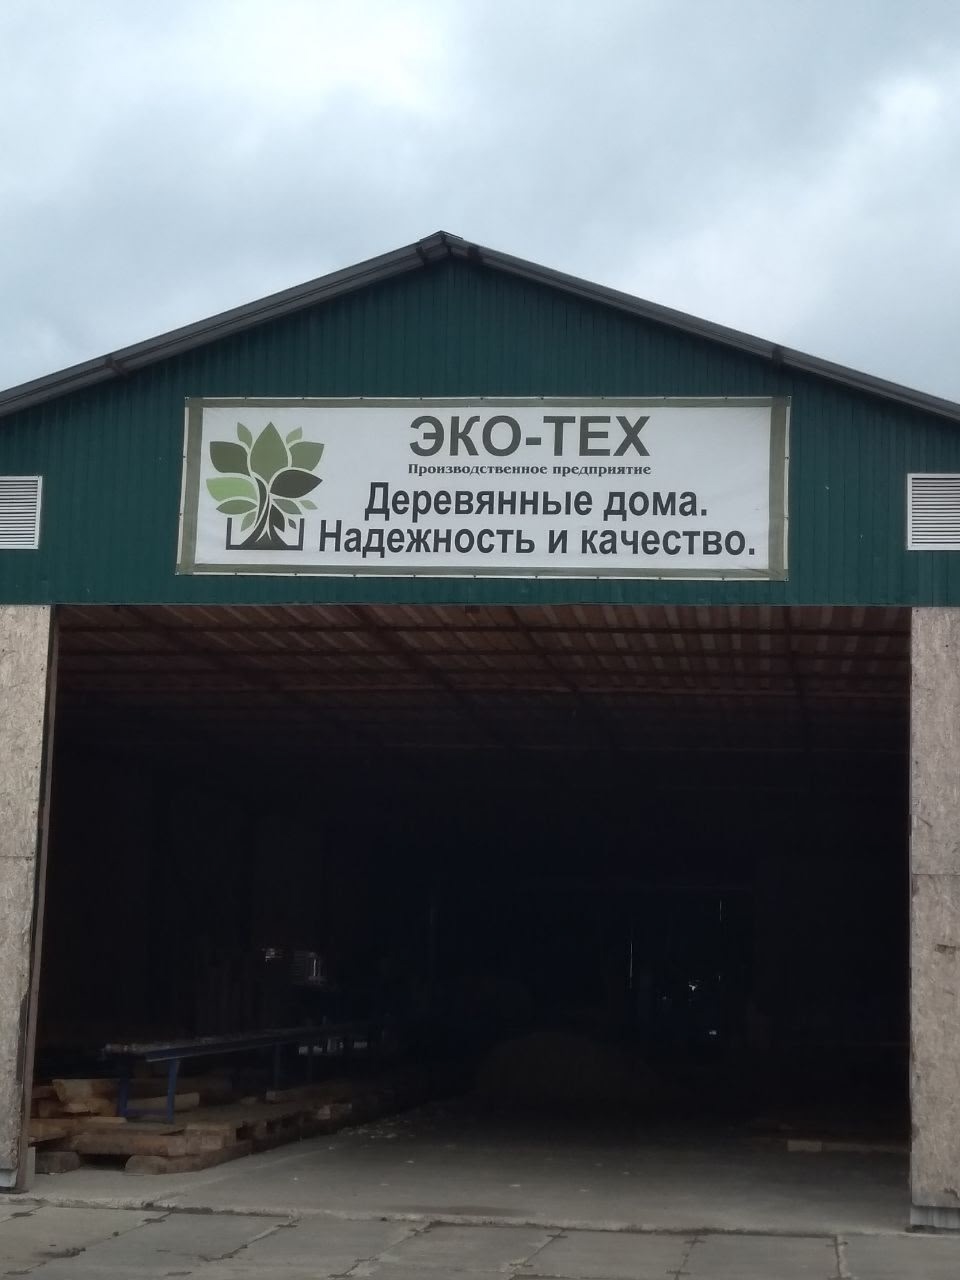 ЭКО-ТЕХ
Производственное предприятие
Деревянные дома.
Надежность и качество.